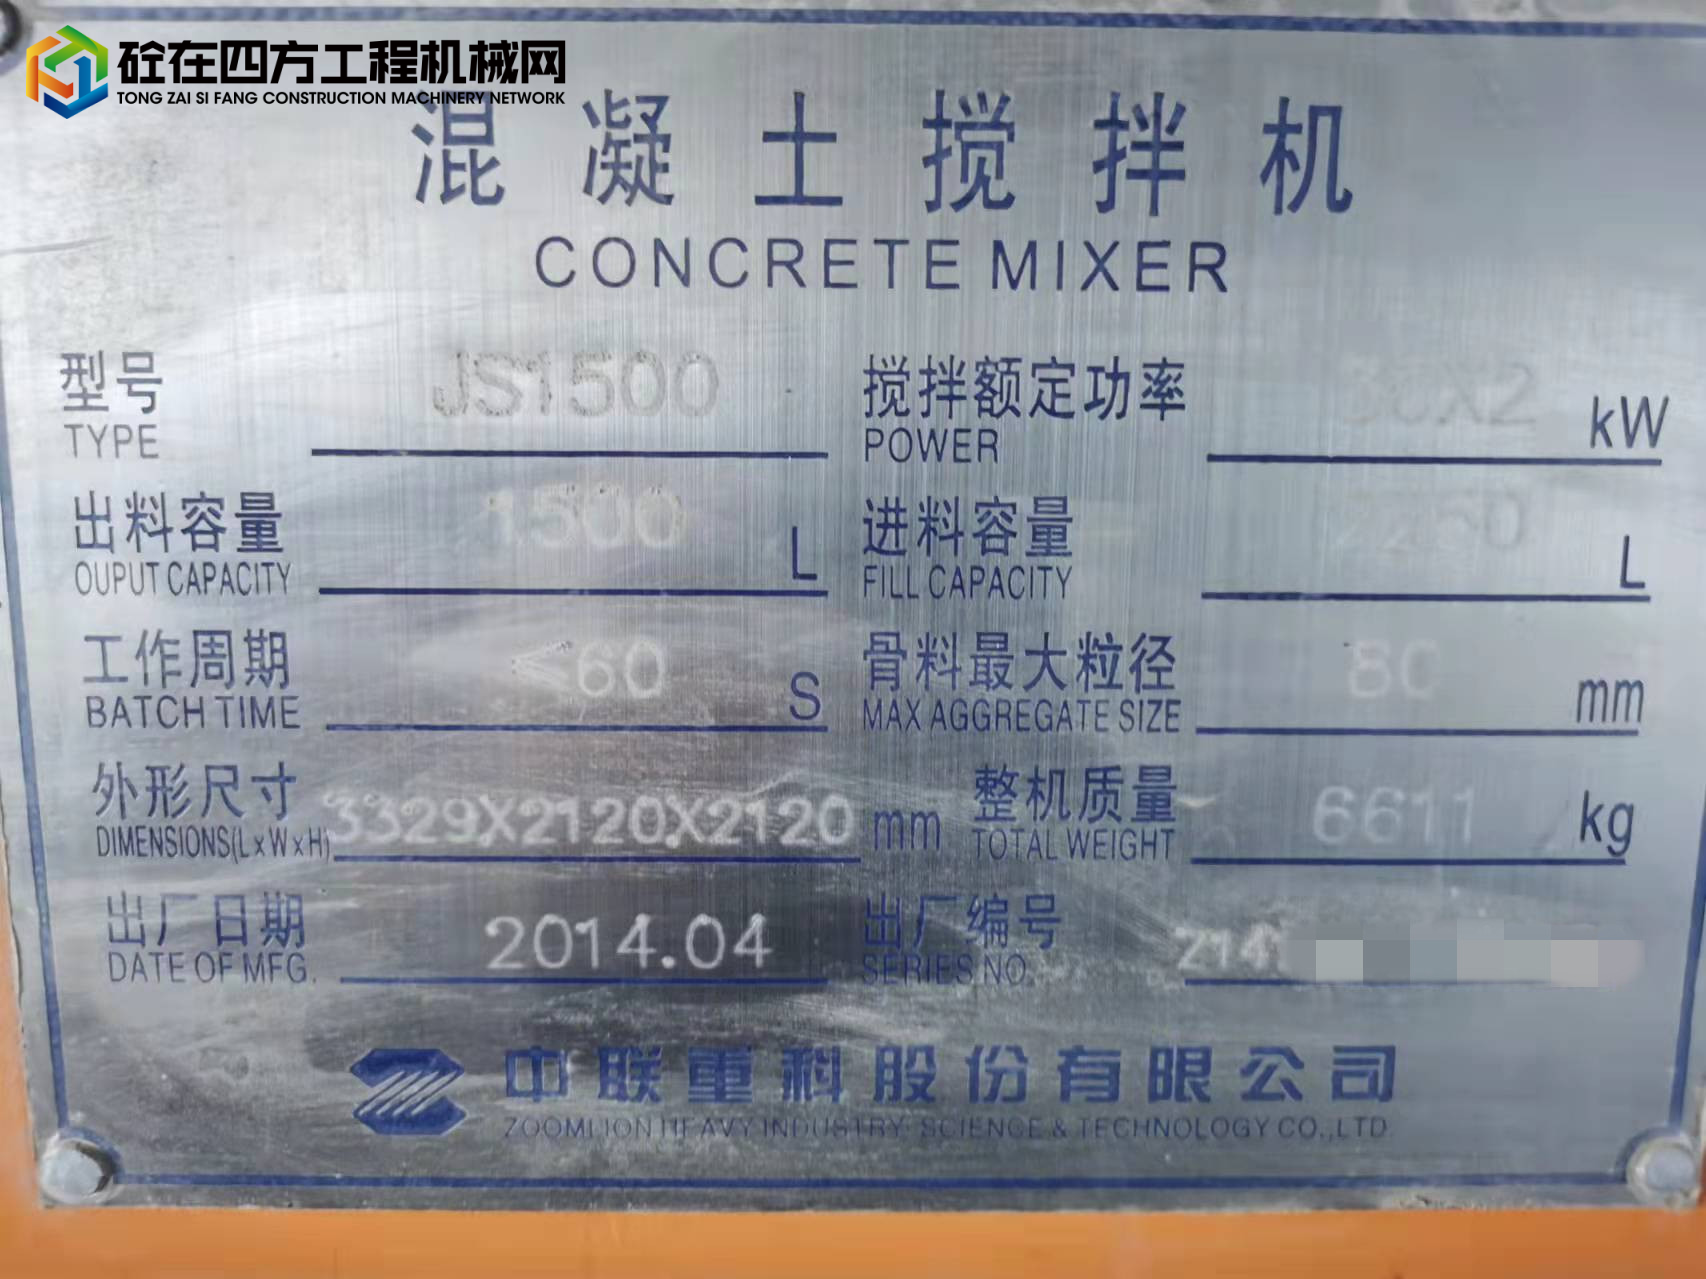 砼在四方工程机械网
TONG ZAI SI FANG CONSTRUCTION MACHINERY NETWORK
混凝土搅拌机
CONCRETE MIXER
型号 JS1500 搅拌额定功率 kW
TYPE POWER
出料容量 1500 L 进料容量 L
OUPUT CAPACITY FILL CAPACITY
工作周期 ≤60 S 骨料最大粒径 80 mm
BATCH TIME MAX AGGREGATE SIZE
外形尺寸 3329X2120X2120 mm 整机质量 6611 kg
DIMENSIONS(L×W×H) TOTAL WEIGHT
出厂日期 2014.04 出厂编号
DATE OF MFG. SERIES NO.
中联重科股份有限公司
ZOOMLION HEAVY INDUSTRY SCIENCE & TECHNOLOGY CO.,LTD.